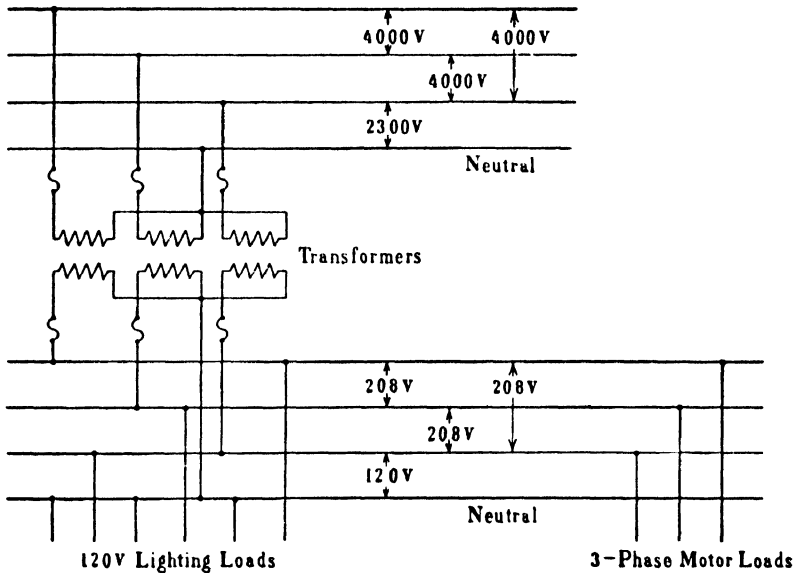 4000V 4000V
4000V
2300V
Neutral
Transformers
208V 208V
208V
120V
Neutral
120V Lighting Loads
3-Phase Motor Loads